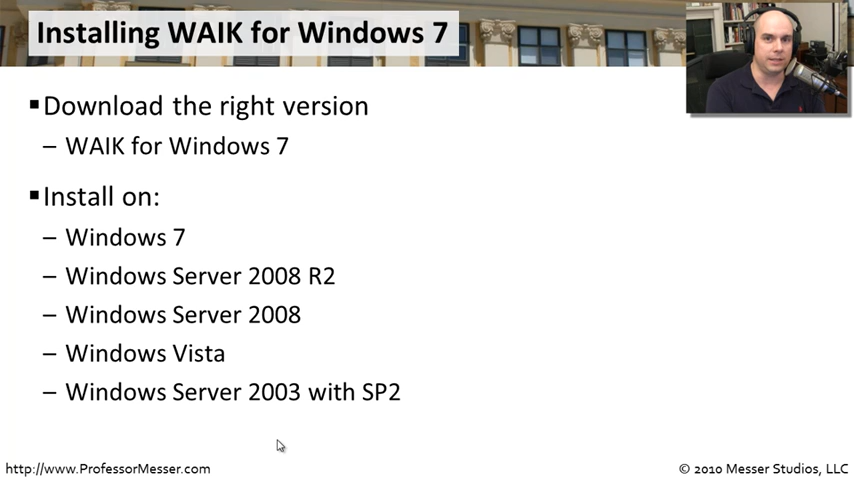 Installing WAIK for Windows 7
▪Download the right version
– WAIK for Windows 7
▪Install on:
– Windows 7
– Windows Server 2008 R2
– Windows Server 2008
– Windows Vista
– Windows Server 2003 with SP2
http://www.ProfessorMesser.com
© 2010 Messer Studios, LLC